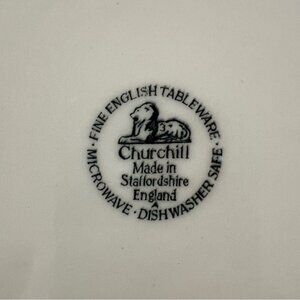 · FINE ENGLISH TABLEWARE ·
Churchill
Made in
Staffordshire
England
MICROWAVE · DISHWASHER SAFE